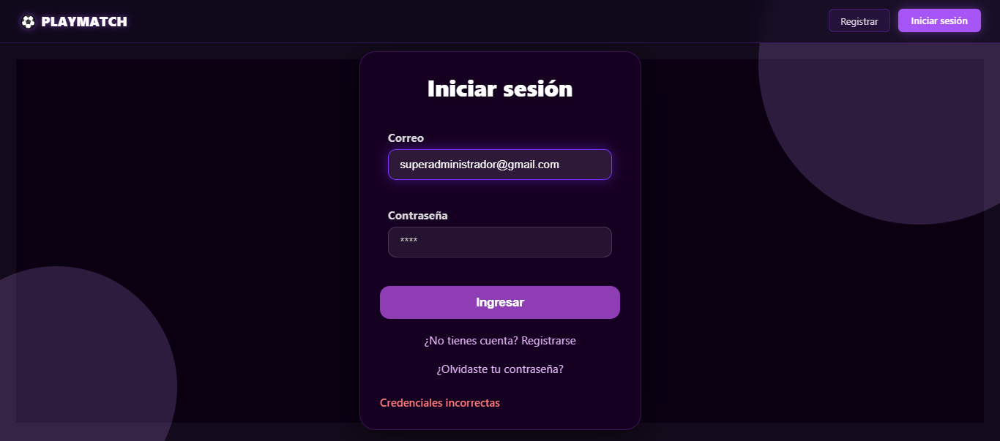 PLAYMATCH
Registrar
Iniciar sesión
Iniciar sesión
Correo
superadministrador@gmail.com
Contraseña
****
Ingresar
¿No tienes cuenta? Registrarse
¿Olvidaste tu contraseña?
Credenciales incorrectas